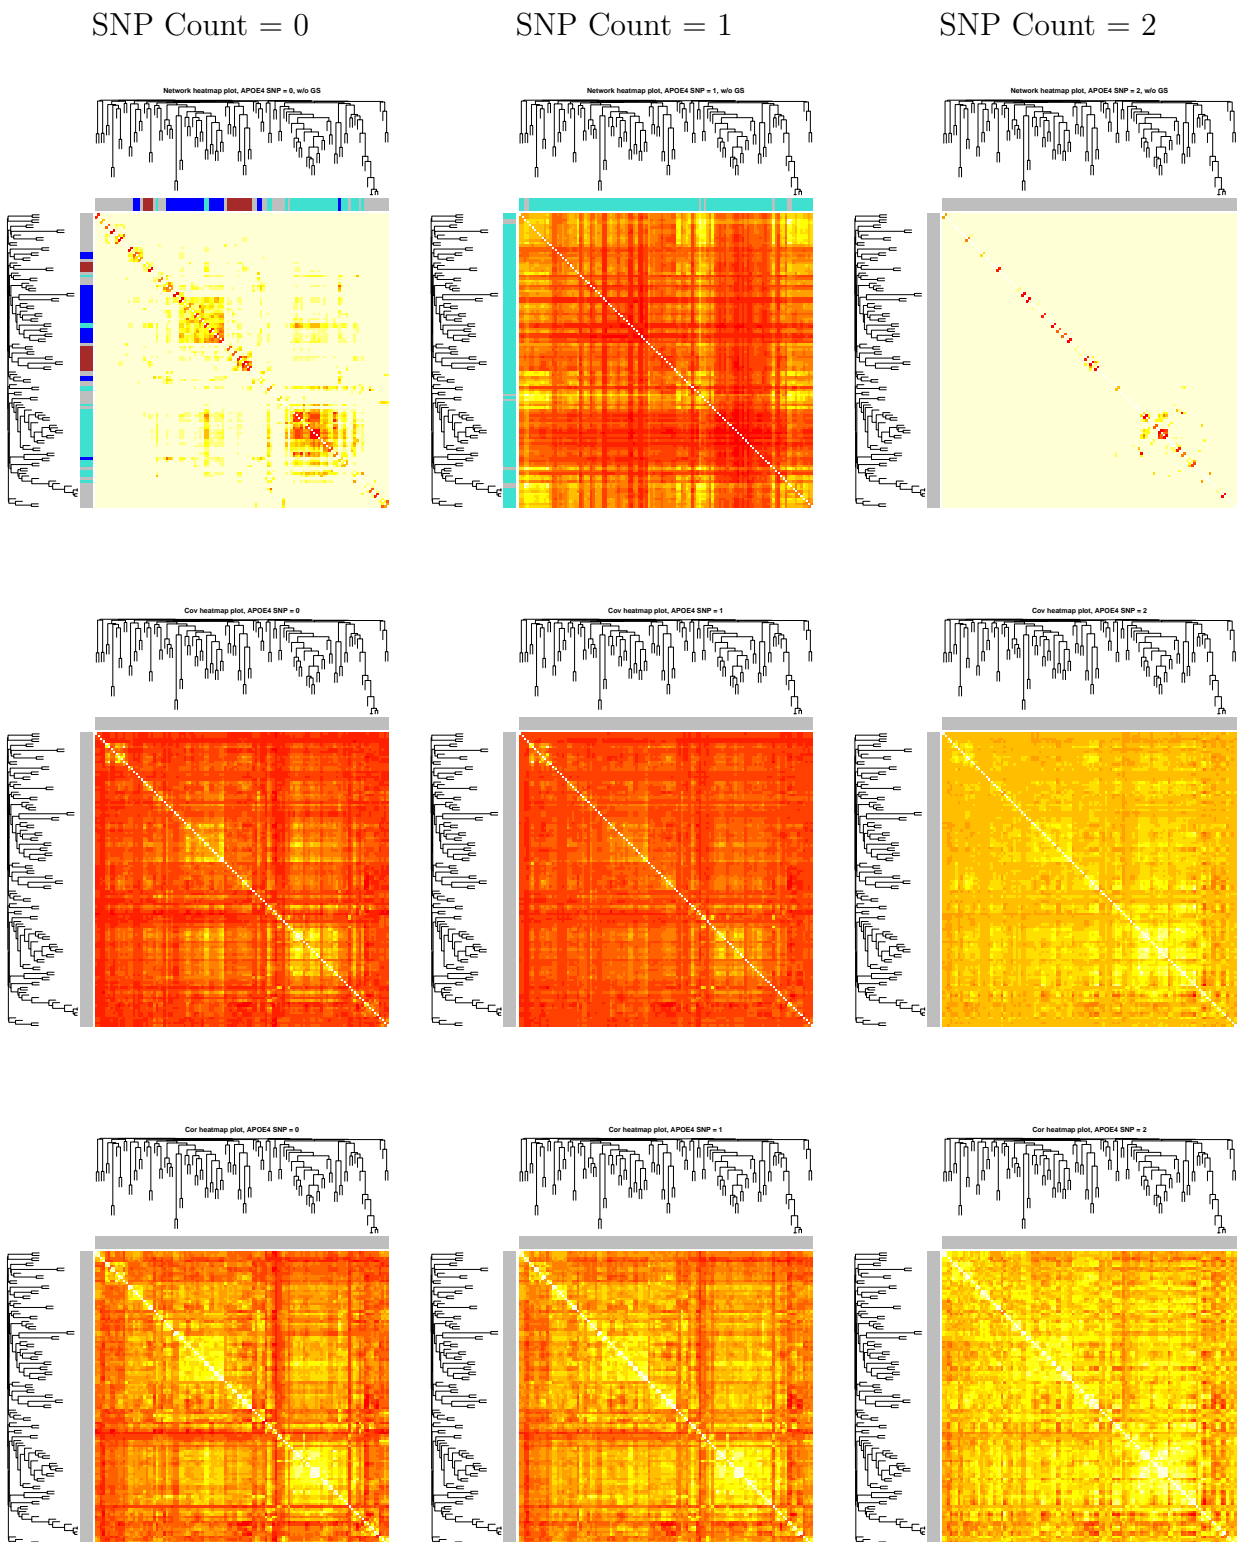 SNP Count = 0
SNP Count = 1
SNP Count = 2
Network heatmap plot, APOE4 SNP = 0, w/o GS
Network heatmap plot, APOE4 SNP = 1, w/o GS
Network heatmap plot, APOE4 SNP = 2, w/o GS
Cov heatmap plot, APOE4 SNP = 0
Cov heatmap plot, APOE4 SNP = 1
Cov heatmap plot, APOE4 SNP = 2
Cor heatmap plot, APOE4 SNP = 0
Cor heatmap plot, APOE4 SNP = 1
Cor heatmap plot, APOE4 SNP = 2